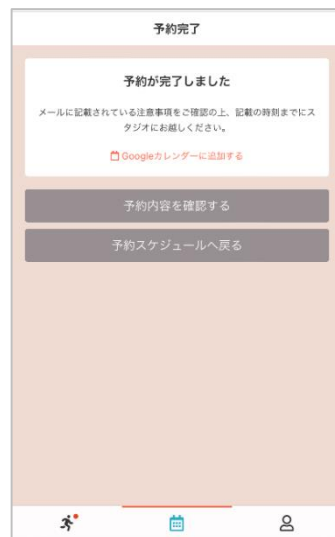 予約完了
予約が完了しました
メールに記載されている注意事項をご確認の上、記載の時刻までにス
タジオにお越しください。
Googleカレンダーに追加する
予約内容を確認する
予約スケジュールへ戻る